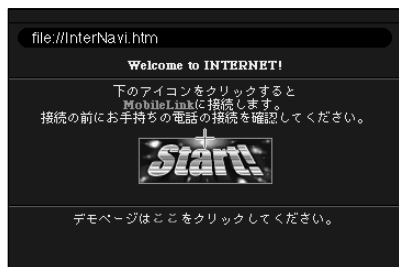 file://InterNavi.htm
Welcome to INTERNET!
下のアイコンをクリックすると
MobileLinkに接続します。
接続の前にお手持ちの電話の接続を確認してください。
Start!
デモページはここをクリックしてください。